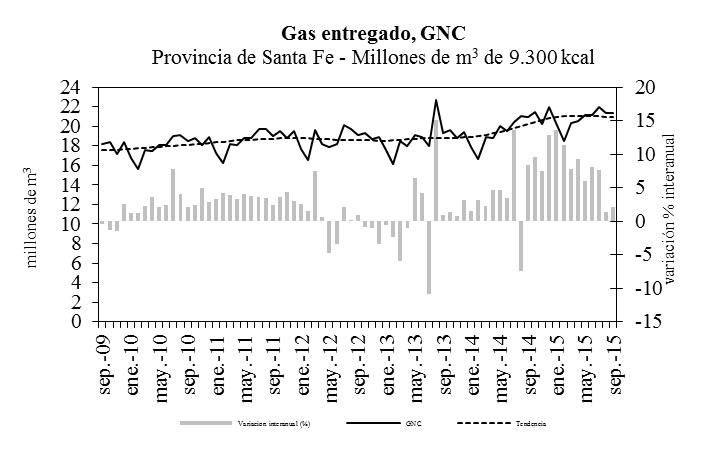 Gas entregado, GNC
Provincia de Santa Fe - Millones de m³ de 9.300 kcal
24
22
20
18
16
14
12
10
8
6
4
2
0
millones de m³
20
15
10
5
0
-5
-10
-15
variación % interanual
sep.-09
ene.-10
may.-10
sep.-10
ene.-11
may.-11
sep.-11
ene.-12
may.-12
sep.-12
ene.-13
may.-13
sep.-13
ene.-14
may.-14
sep.-14
ene.-15
may.-15
sep.-15
Variacion interanual (%)
GNC
Tendencia